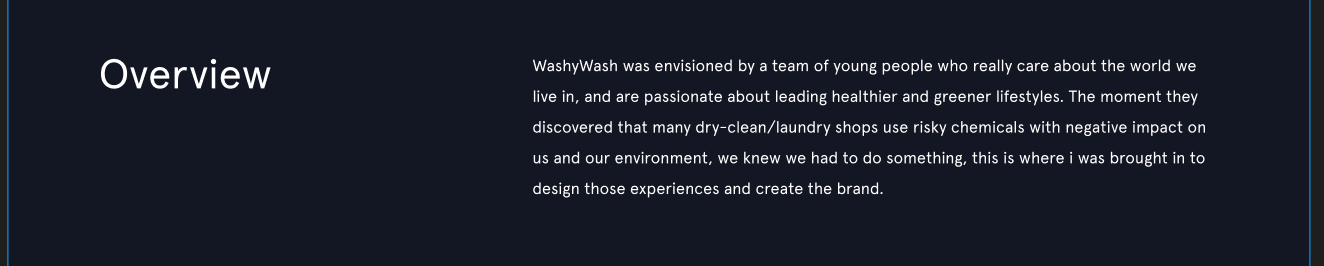 Overview
WashyWash was envisioned by a team of young people who really care about the world we
live in, and are passionate about leading healthier and greener lifestyles. The moment they
discovered that many dry-clean/laundry shops use risky chemicals with negative impact on
us and our environment, we knew we had to do something, this is where i was brought in to
design those experiences and create the brand.